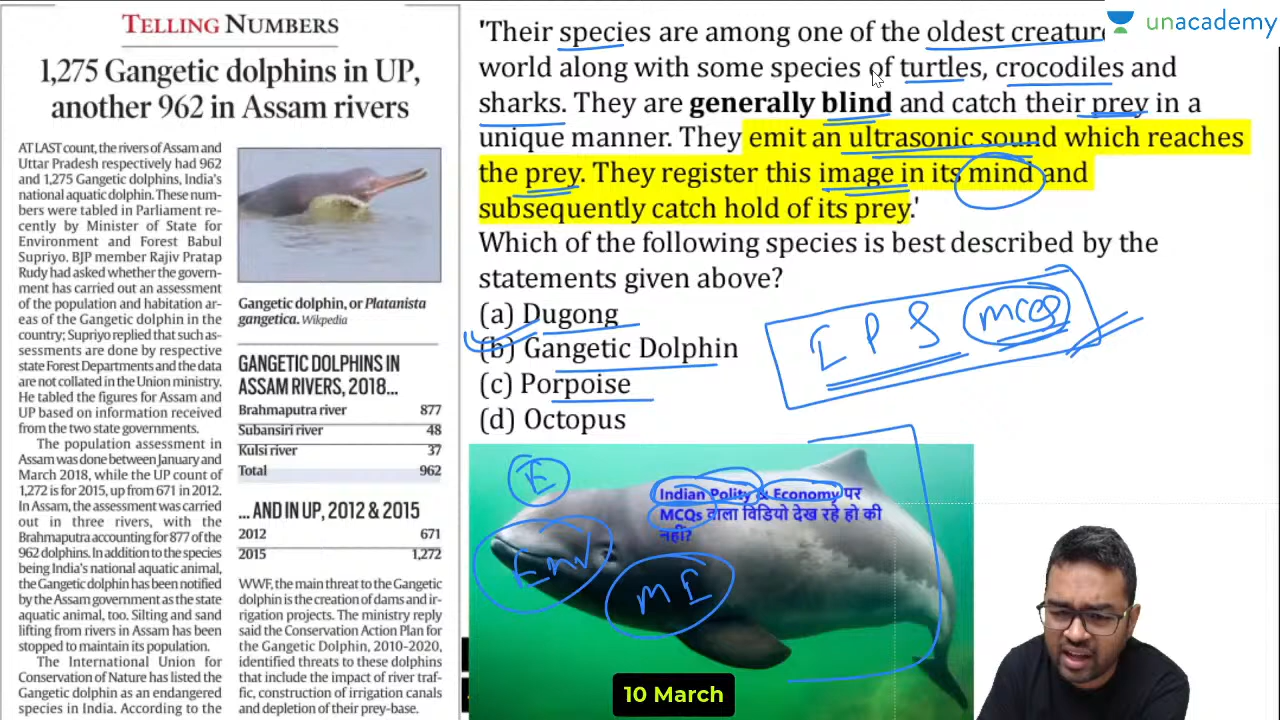 TELLING NUMBERS
1,275 Gangetic dolphins in UP,
another 962 in Assam rivers
AT LAST count, the rivers of Assam and
Uttar Pradesh respectively had 962
and 1,275 Gangetic dolphins, India's
national aquatic dolphin. These num-
bers were tabled in Parliament re-
cently by Minister of State for
Environment and Forest Babul
Supriyo. BJP member Rajiv Pratap
Rudy had asked whether the govern-
ment has carried out an assessment
of the population and habitation ar-
eas of the Gangetic dolphin in the
country; Supriyo replied that such as-
sessments are done by respective
state Forest Departments and the data
are not collated in the Union ministry.
He tabled the figures for Assam and
UP based on information received
from the two state governments.
The population assessment in
Assam was done between January and
March 2018, while the UP count of
1,272 is for 2015, up from 671 in 2012.
In Assam, the assessment was carried
out in three rivers, with the
Brahmaputra accounting for 877 of the
962 dolphins. In addition to the species
being India's national aquatic animal,
the Gangetic dolphin has been notified
by the Assam government as the state
aquatic animal, too. Silting and sand
lifting from rivers in Assam has been
stopped to maintain its population.
The International Union for
Conservation of Nature has listed the
Gangetic dolphin as an endangered
species in India. According to the
Gangetic dolphin, or Platanista
gangetica. Wikpedia
GANGETIC DOLPHINS IN
ASSAM RIVERS, 2018...
Brahmaputra river 877
Subansiri river 48
Kulsi river 37
Total 962
... AND IN UP, 2012 & 2015
2012 671
2015 1,272
WWF, the main threat to the Gangetic
dolphin is the creation of dams and ir-
rigation projects. The ministry reply
said the Conservation Action Plan for
the Gangetic Dolphin, 2010-2020,
identified threats to these dolphins
that include the impact of river traf-
fic, construction of irrigation canals
and depletion of their prey-base.
unacademy
'Their species are among one of the oldest creatur
world along with some species of turtles, crocodiles and
sharks. They are generally blind and catch their prey in a
unique manner. They emit an ultrasonic sound which reaches
the prey. They register this image in its mind and
subsequently catch hold of its prey.'
Which of the following species is best described by the
statements given above?
(a) Dugong
(b) Gangetic Dolphin
(c) Porpoise
(d) Octopus
I P S MCQs
E
Indian Polity & Economy पर
MCQs वाला विडियो देख रहे हो की
नहीं?
Env
M I
10 March